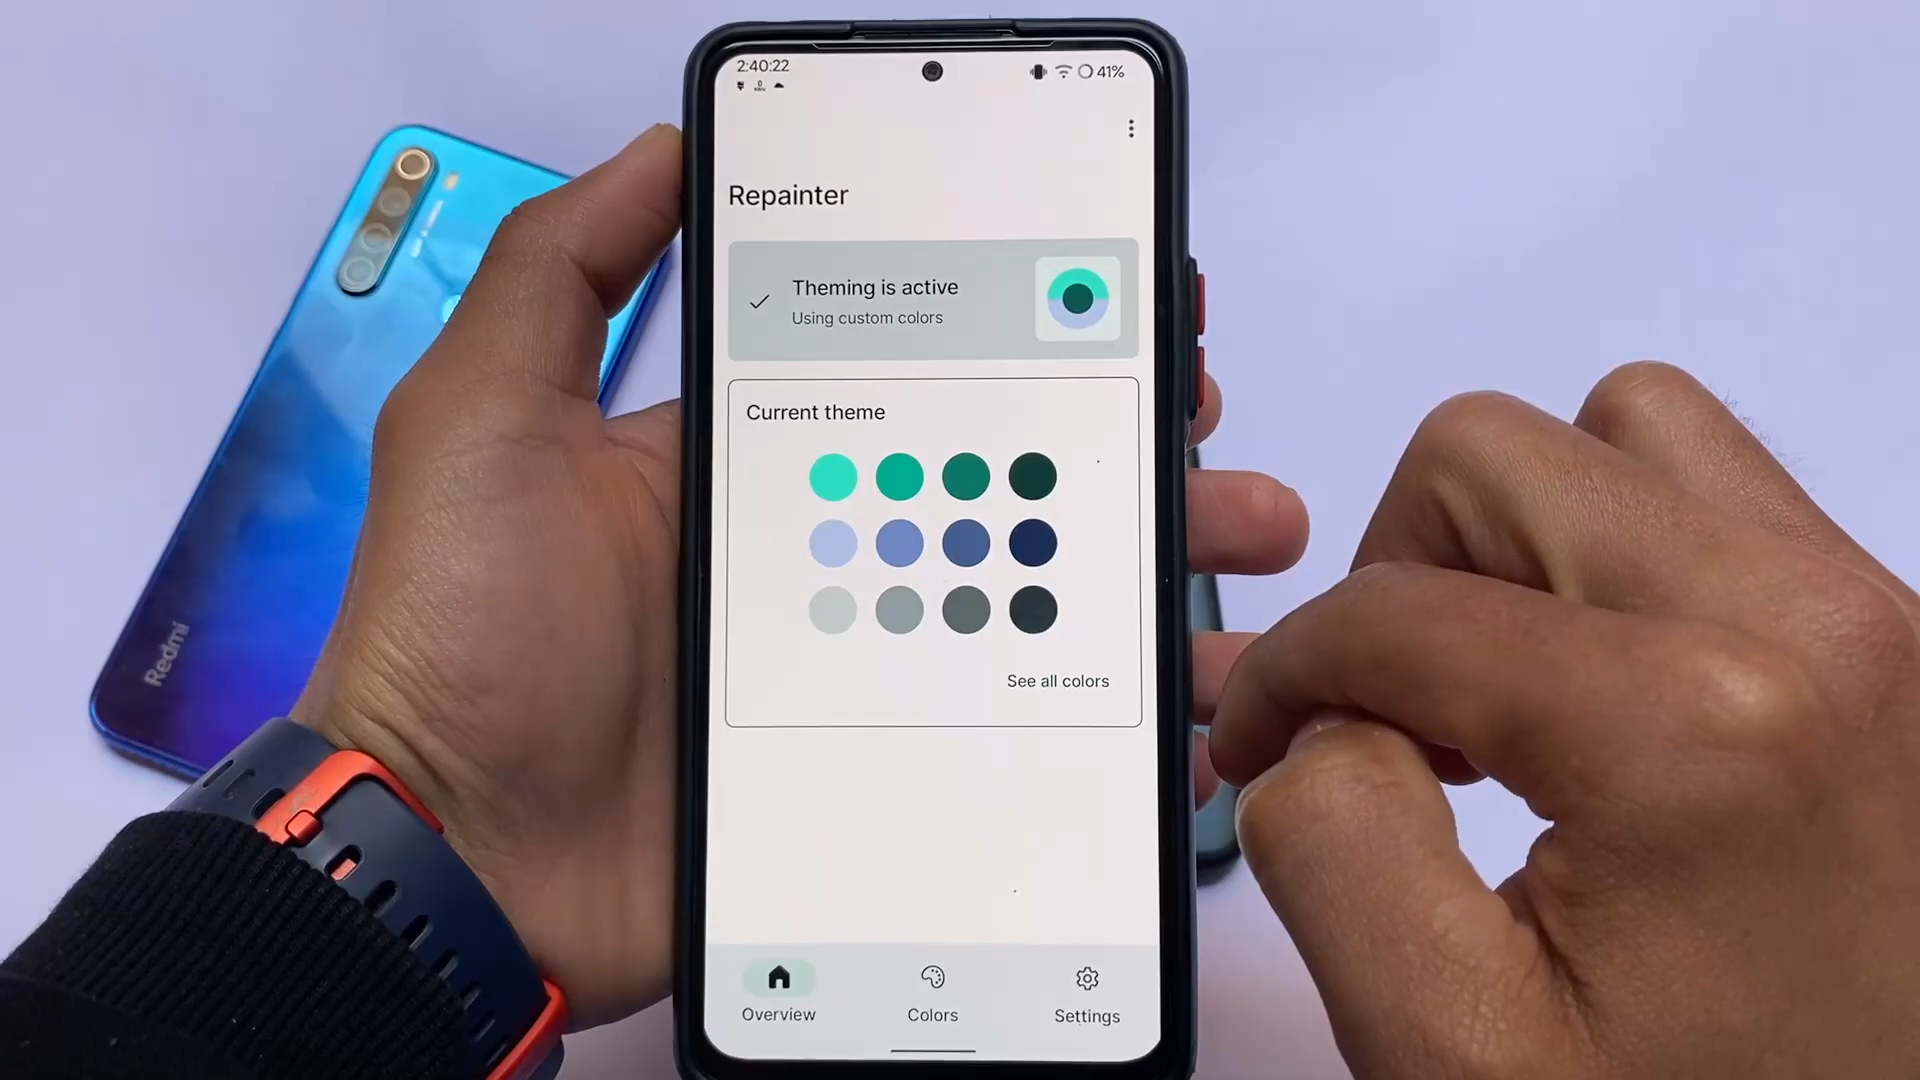 2:40:22
41%
Repainter
Theming is active
Using custom colors
Current theme
See all colors
Overview
Colors
Settings
Redmi